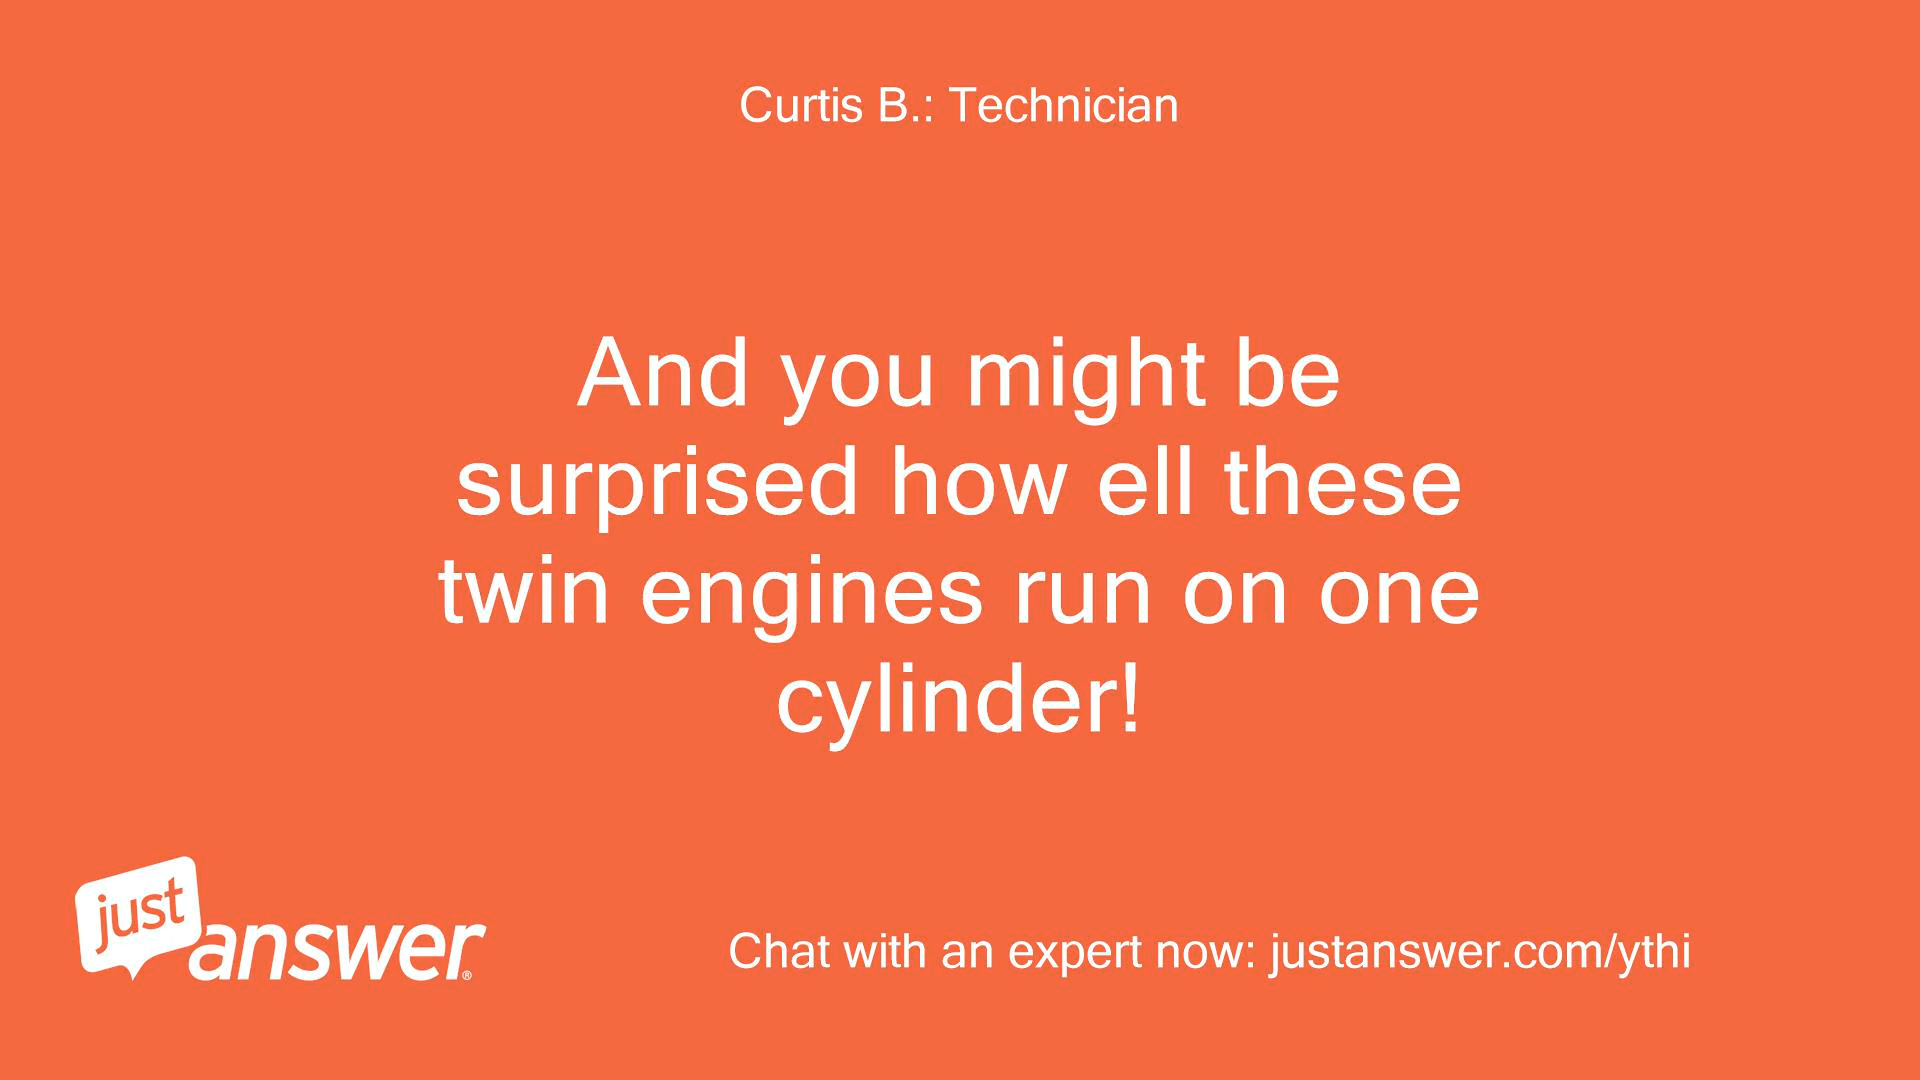 Curtis B.: Technician
And you might be
surprised how ell these
twin engines run on one
cylinder!
just
answer®
Chat with an expert now: justanswer.com/ythi